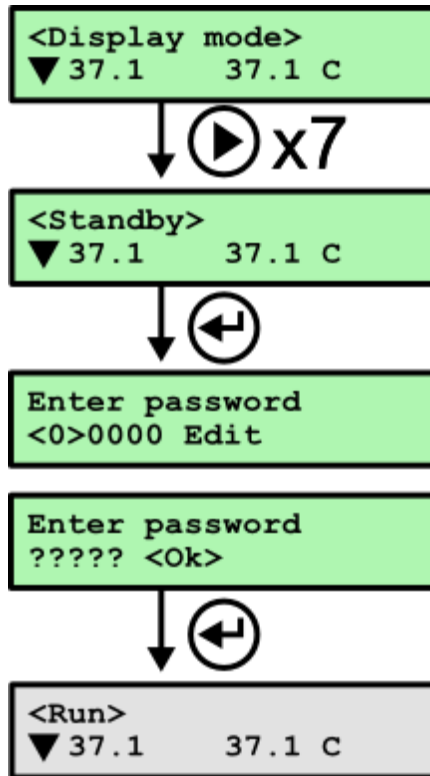 <Display mode>
▼ 37.1 37.1 C
x7
<Standby>
▼ 37.1 37.1 C
Enter password
<0>0000 Edit
Enter password
????? <Ok>
<Run>
▼ 37.1 37.1 C